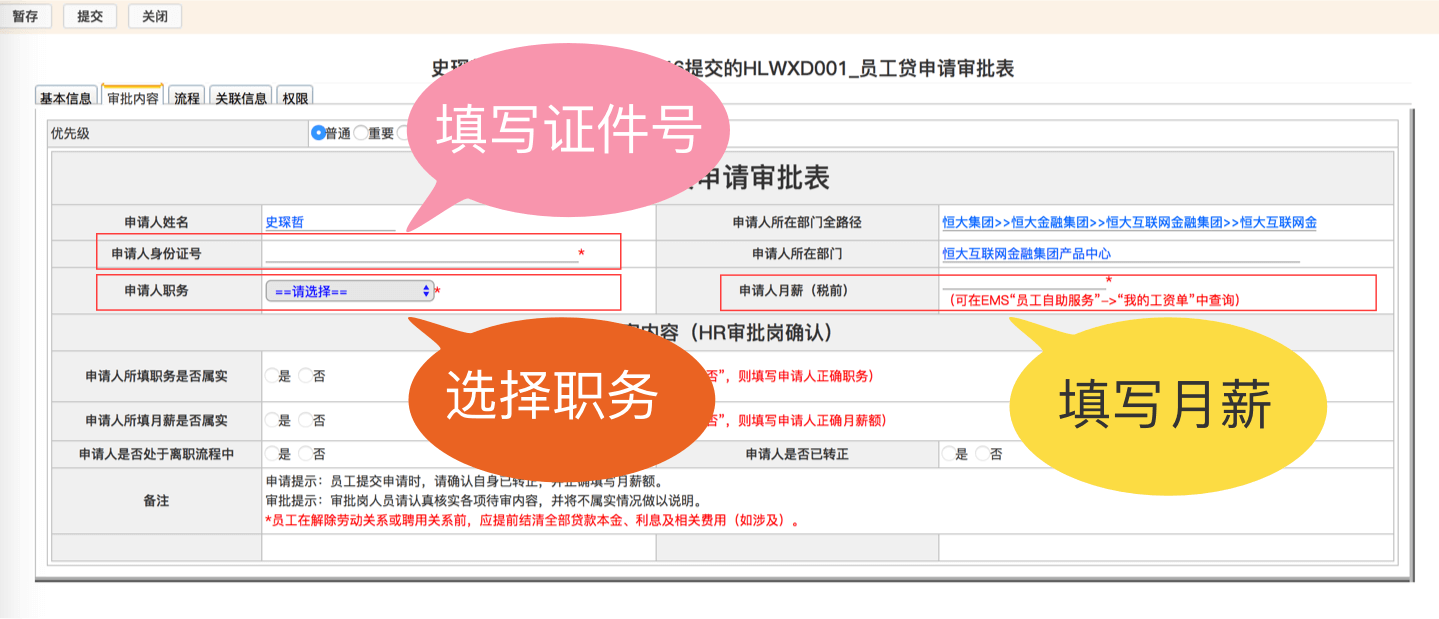 暂存 提交 关闭
史琛 提交的HLWXD001_员工贷申请审批表
基本信息 审批内容 流程 关联信息 权限
优先级 普通 重要
填写证件号
申请审批表
申请人姓名 史琛哲 申请人所在部门全路径 恒大集团>>恒大金融集团>>恒大互联网金融集团>>恒大互联网金
申请人身份证号 * 申请人所在部门 恒大互联网金融集团产品中心
申请人职务 ==请选择== * 申请人月薪（税前） *
（可在EMS“员工自助服务”->“我的工资单”中查询）
内容（HR审批岗确认）
选择职务
填写月薪
申请人所填职务是否属实 是 否 否”，则填写申请人正确职务）
申请人所填月薪是否属实 是 否 否”，则填写申请人正确月薪额）
申请人是否处于离职流程中 是 否 申请人是否已转正 是 否
备注
申请提示：员工提交申请时，请确认自身已转正，并正确填写月薪额。
审批提示：审批岗人员请认真核实各项待审内容，并将不属实情况做以说明。
*员工在解除劳动关系或聘用关系前，应提前结清全部贷款本金、利息及相关费用（如涉及）。